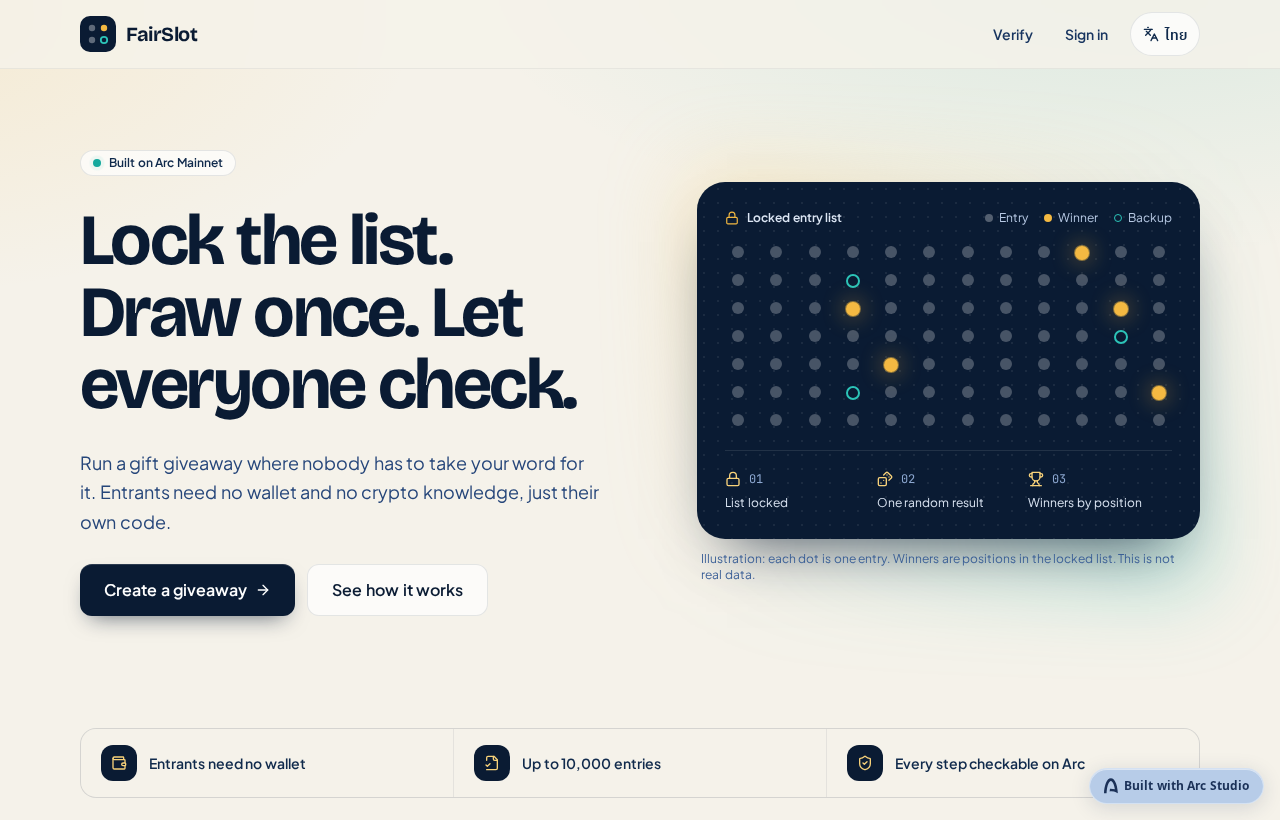 FairSlot
Verify
Sign in
ไทย
Built on Arc Mainnet
Lock the list.
Draw once. Let
everyone check.
Run a gift giveaway where nobody has to take your word for
it. Entrants need no wallet and no crypto knowledge, just their
own code.
Create a giveaway
See how it works
Locked entry list
Entry
Winner
Backup
01
List locked
02
One random result
03
Winners by position
Illustration: each dot is one entry. Winners are positions in the locked list. This is not
real data.
Entrants need no wallet
Up to 10,000 entries
Every step checkable on Arc
Built with Arc Studio